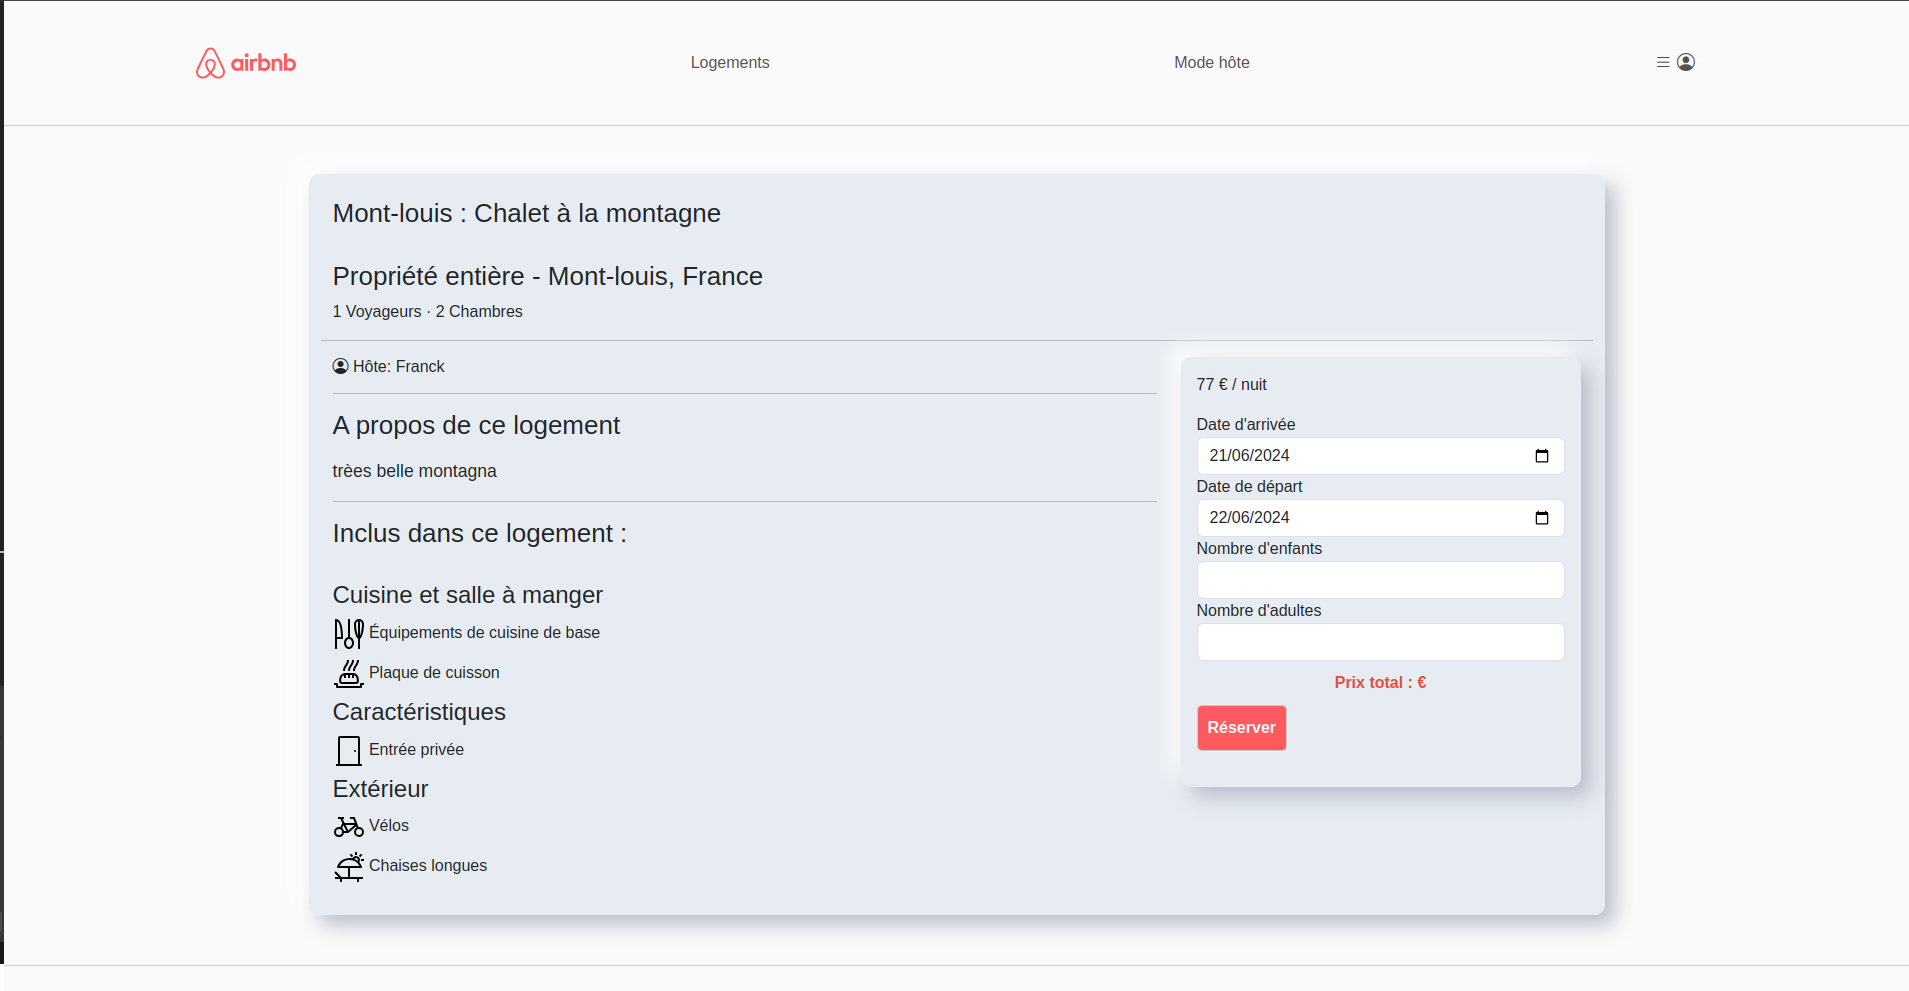 airbnb
Logements
Mode hôte
Mont-louis : Chalet à la montagne
Propriété entière - Mont-louis, France
1 Voyageurs · 2 Chambres
Hôte: Franck
A propos de ce logement
trèes belle montagna
Inclus dans ce logement :
Cuisine et salle à manger
Équipements de cuisine de base
Plaque de cuisson
Caractéristiques
Entrée privée
Extérieur
Vélos
Chaises longues
77 € / nuit
Date d'arrivée
21/06/2024
Date de départ
22/06/2024
Nombre d'enfants
Nombre d'adultes
Prix total : €
Réserver